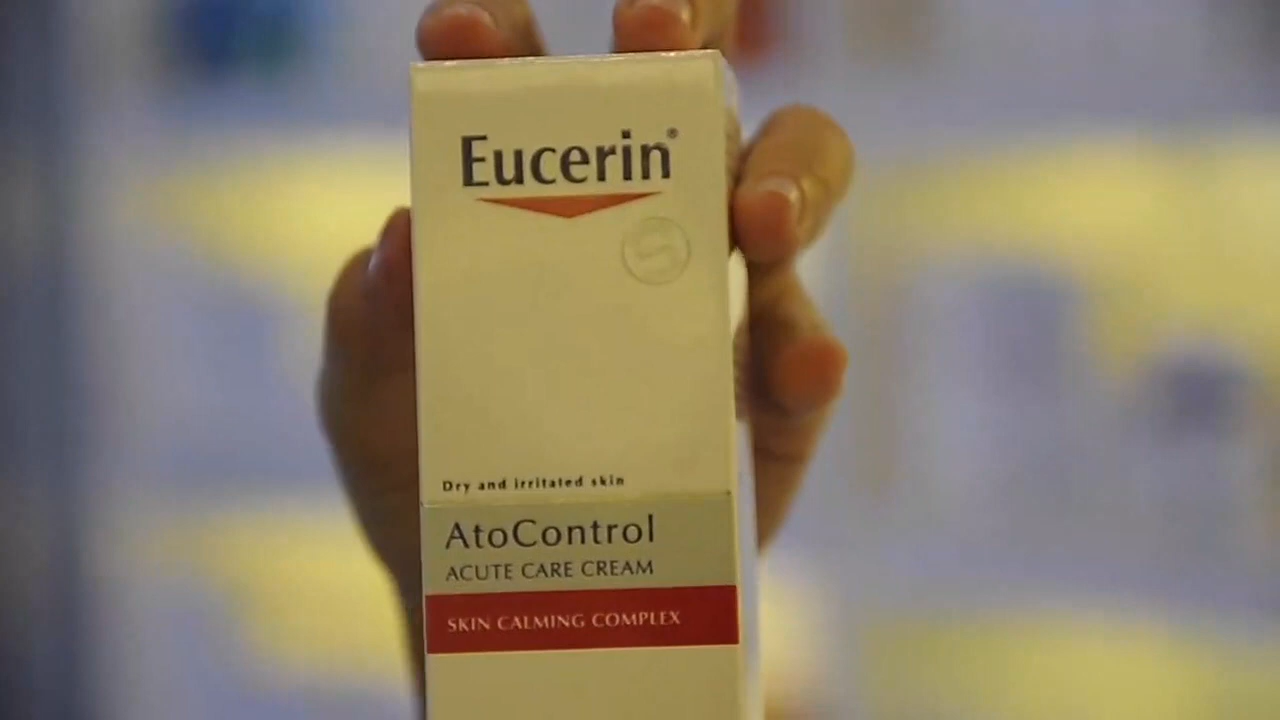 Eucerin®
Dry and irritated skin
AtoControl
ACUTE CARE CREAM
SKIN CALMING COMPLEX